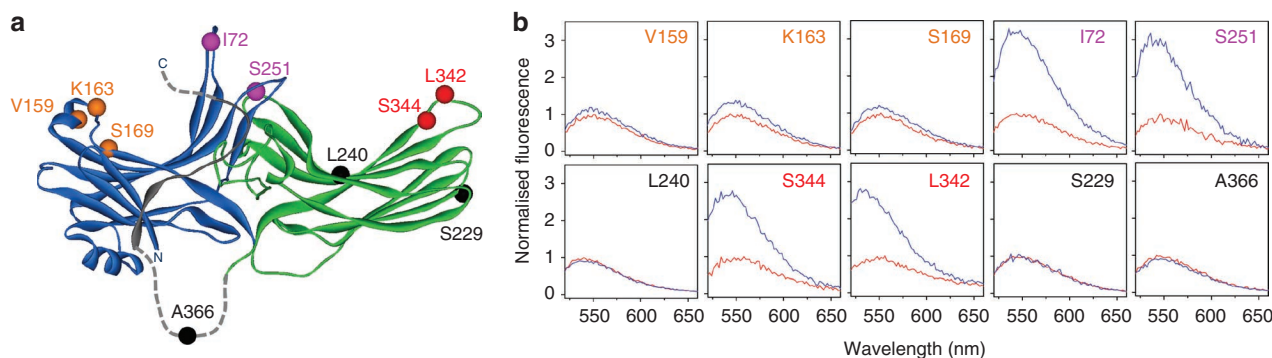 a
I72
C
S251
L342
K163
S344
V159
S169
L240
S229
N
A366
b
Normalised fluorescence
V159
K163
S169
I72
S251
3
2
1
0
L240
S344
L342
S229
A366
3
2
1
0
550 600 650 550 600 650 550 600 650 550 600 650 550 600 650
Wavelength (nm)